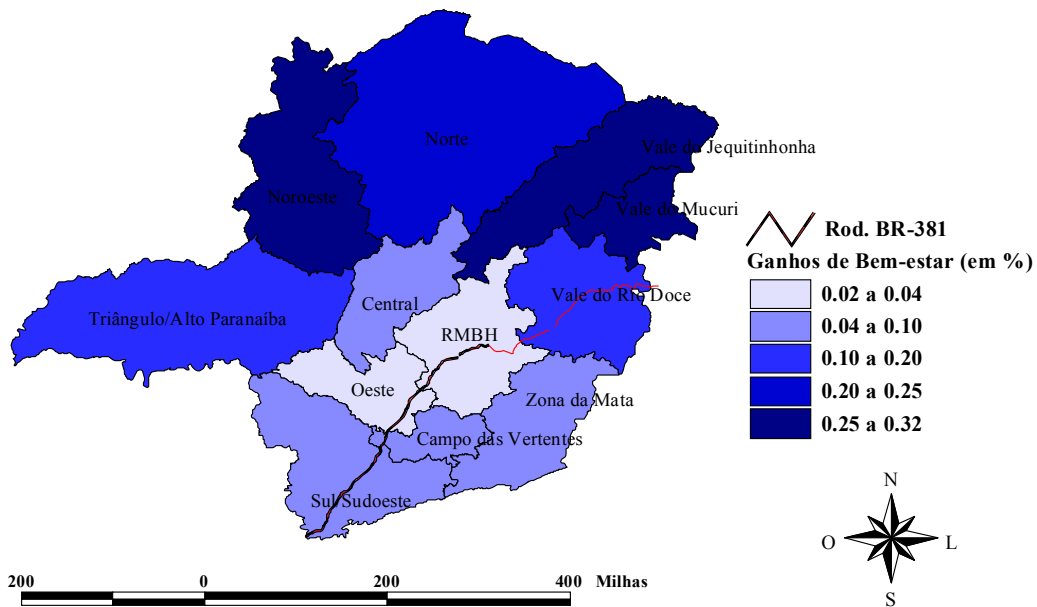 Norte
Vale do Jequitinhonha
Noroeste
Vale do Mucuri
Central
Vale do Rio Doce
Triângulo/Alto Paranaíba
RMBH
Oeste
Zona da Mata
Campo das Vertentes
Sul/Sudoeste
Rod. BR-381
Ganhos de Bem-estar (em %)
0.02 a 0.04
0.04 a 0.10
0.10 a 0.20
0.20 a 0.25
0.25 a 0.32
N
O L
S
200 0 200 400 Milhas